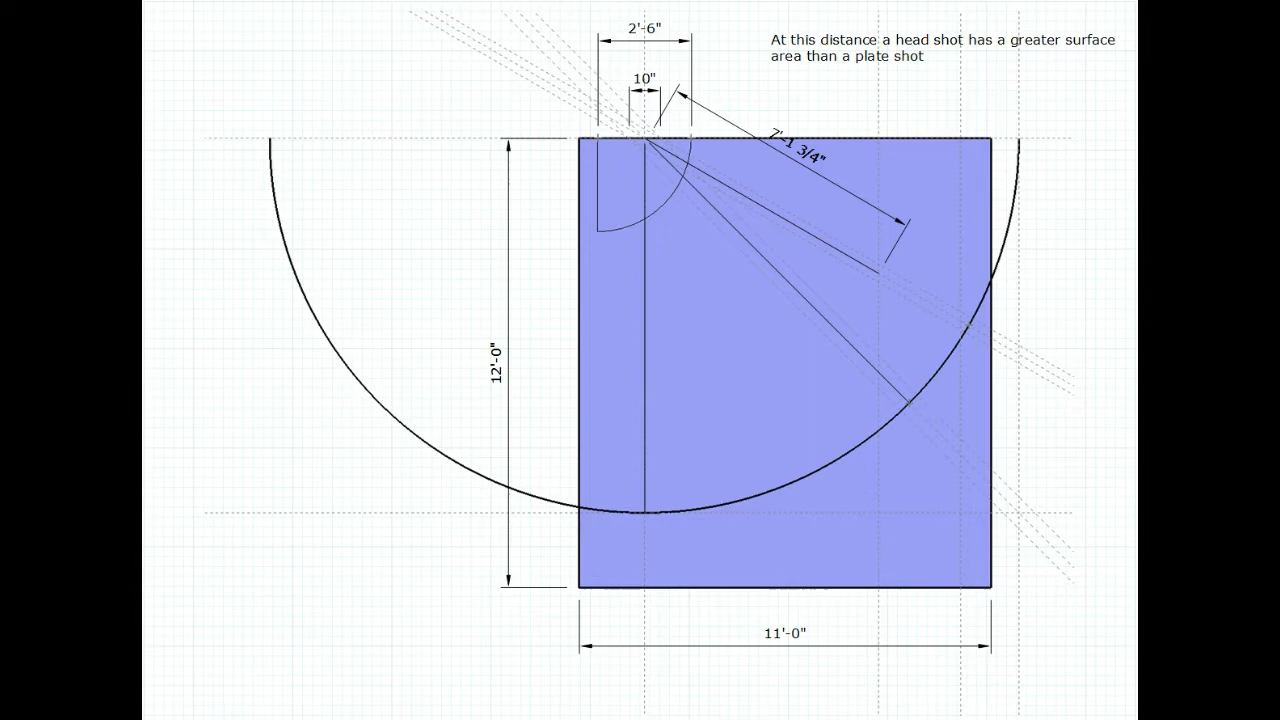 2'-6"
At this distance a head shot has a greater surface
area than a plate shot
10"
7'-1 3/4"
12'-0"
11'-0"